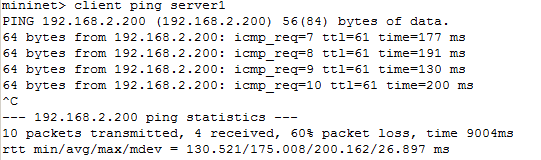 mininet> client ping server1
PING 192.168.2.200 (192.168.2.200) 56(84) bytes of data.
64 bytes from 192.168.2.200: icmp_req=7 ttl=61 time=177 ms
64 bytes from 192.168.2.200: icmp_req=8 ttl=61 time=191 ms
64 bytes from 192.168.2.200: icmp_req=9 ttl=61 time=130 ms
64 bytes from 192.168.2.200: icmp_req=10 ttl=61 time=200 ms
^C
--- 192.168.2.200 ping statistics ---
10 packets transmitted, 4 received, 60% packet loss, time 9004ms
rtt min/avg/max/mdev = 130.521/175.008/200.162/26.897 ms